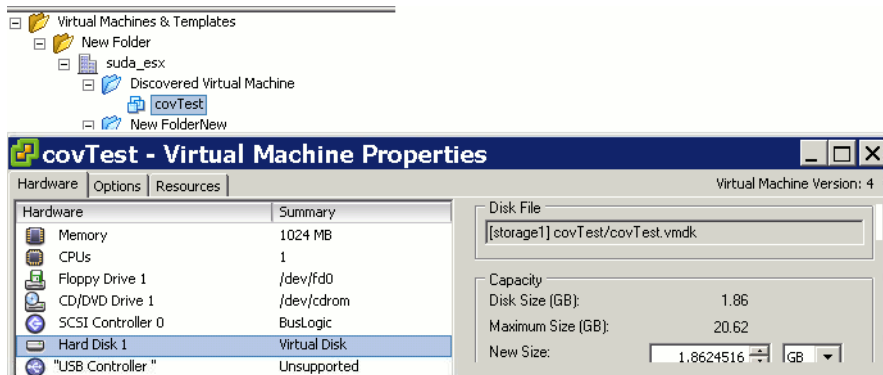 Virtual Machines & Templates
New Folder
suda_esx
Discovered Virtual Machine
covTest
New FolderNew
covTest - Virtual Machine Properties
Hardware Options Resources Virtual Machine Version: 4
Hardware Summary
Memory 1024 MB
CPUs 1
Floppy Drive 1 /dev/fd0
CD/DVD Drive 1 /dev/cdrom
SCSI Controller 0 BusLogic
Hard Disk 1 Virtual Disk
"USB Controller " Unsupported
Disk File
[storage1] covTest/covTest.vmdk
Capacity
Disk Size (GB): 1.86
Maximum Size (GB): 20.62
New Size: 1.8624516 GB